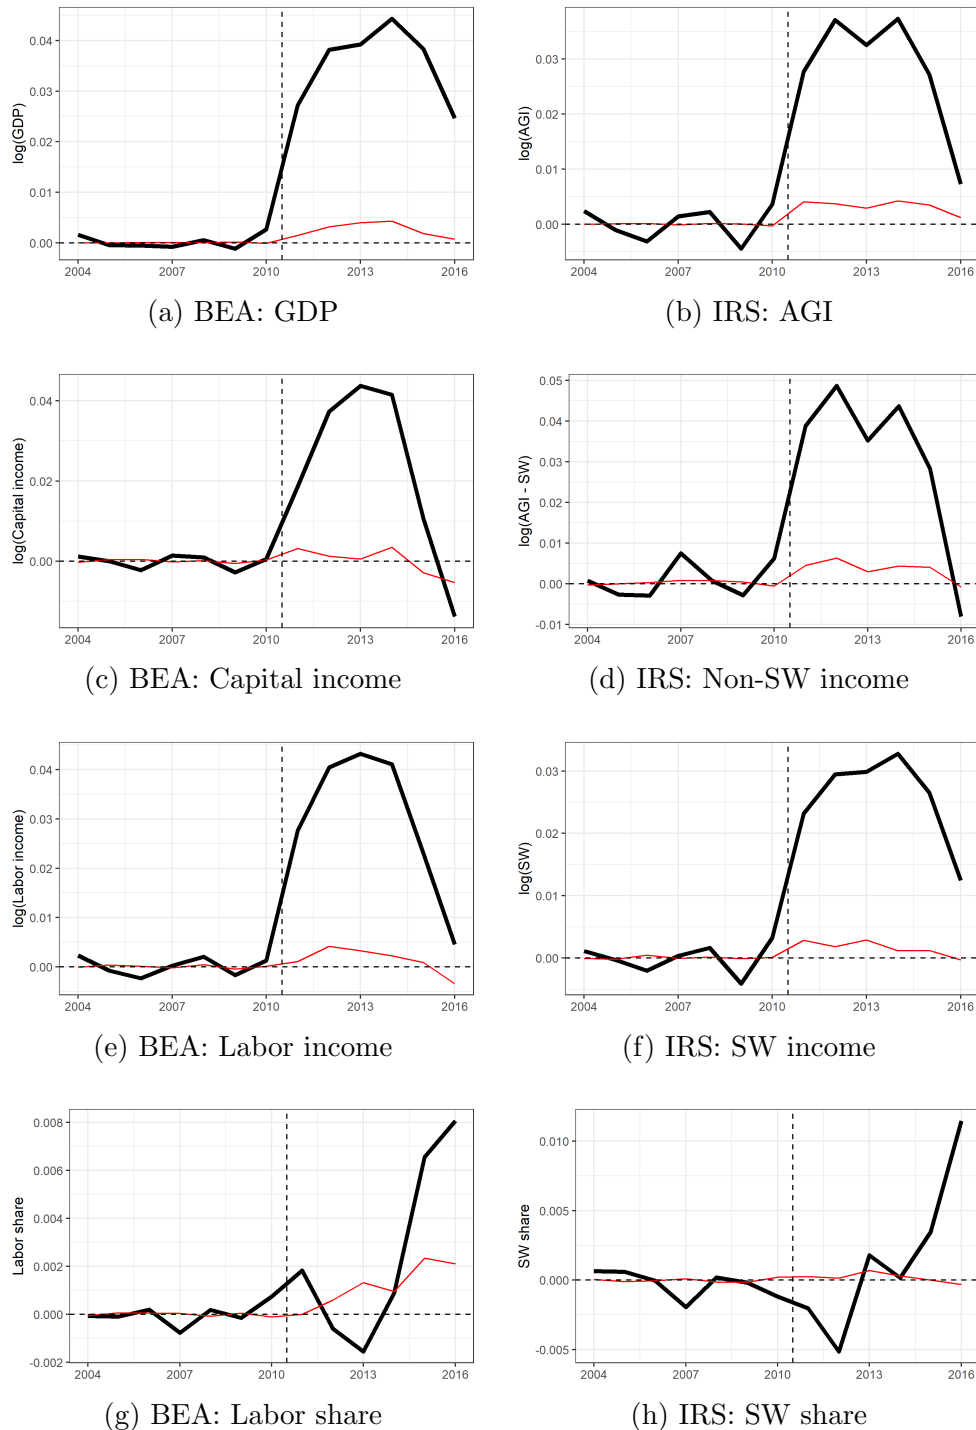 log(GDP)
0.04
0.03
0.02
0.01
0.00
2004 2007 2010 2013 2016
(a) BEA: GDP
log(AGI)
0.03
0.02
0.01
0.00
2004 2007 2010 2013 2016
(b) IRS: AGI
log(Capital income)
0.04
0.02
0.00
2004 2007 2010 2013 2016
(c) BEA: Capital income
log(AGI - SW)
0.05
0.04
0.03
0.02
0.01
0.00
-0.01
2004 2007 2010 2013 2016
(d) IRS: Non-SW income
log(Labor income)
0.04
0.03
0.02
0.01
0.00
2004 2007 2010 2013 2016
(e) BEA: Labor income
log(SW)
0.03
0.02
0.01
0.00
2004 2007 2010 2013 2016
(f) IRS: SW income
Labor share
0.008
0.006
0.004
0.002
0.000
-0.002
2004 2007 2010 2013 2016
(g) BEA: Labor share
SW share
0.010
0.005
0.000
-0.005
2004 2007 2010 2013 2016
(h) IRS: SW share